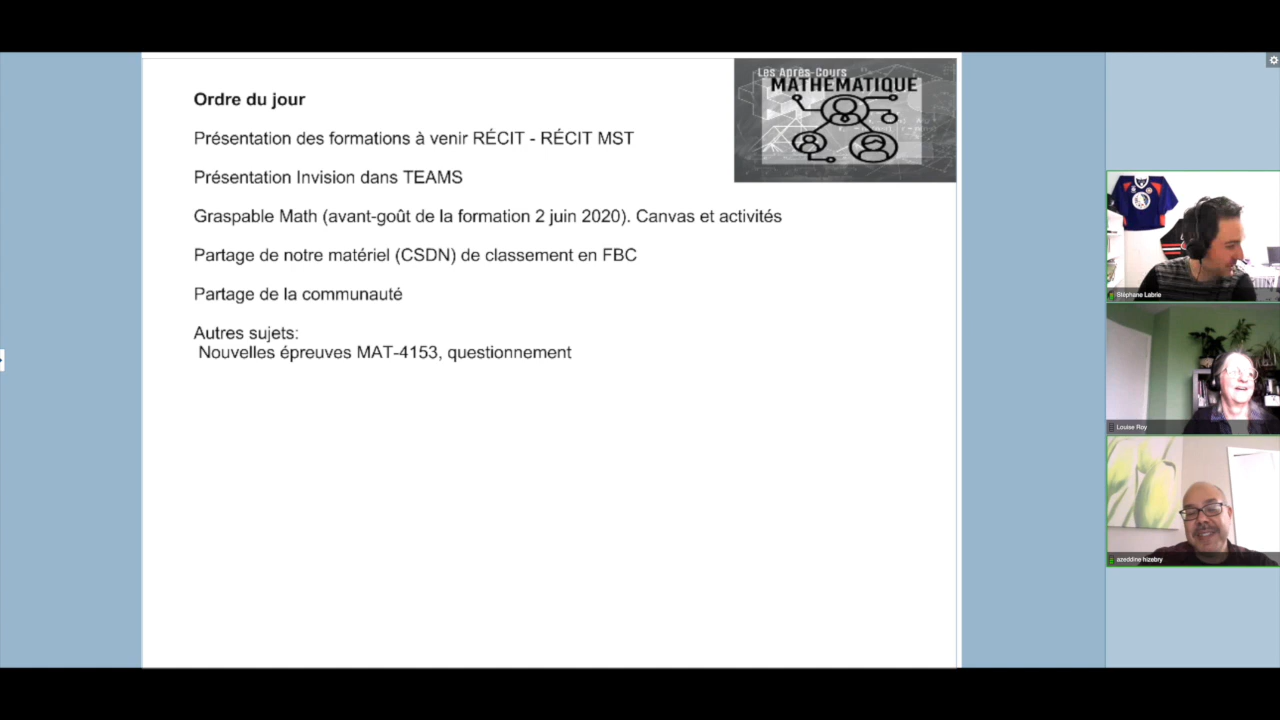 Ordre du jour
Les Après-Cours
MATHEMATIQUE
Présentation des formations à venir RÉCIT - RÉCIT MST
Présentation Invision dans TEAMS
Graspable Math (avant-goût de la formation 2 juin 2020). Canvas et activités
Partage de notre matériel (CSDN) de classement en FBC
Partage de la communauté
Autres sujets:
Nouvelles épreuves MAT-4153, questionnement
Stéphane Labrie
Louise Roy
azeddine hizebry